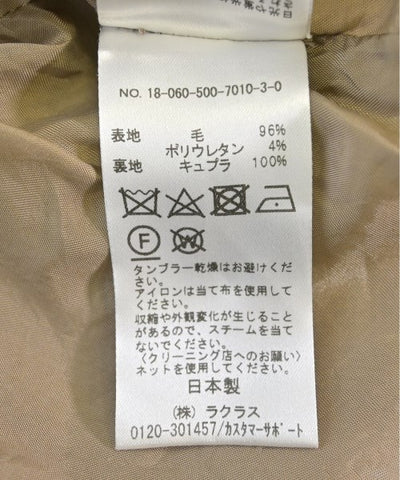 NO. 18-060-500-7010-3-0
表地 毛 96%
ポリウレタン 4%
裏地 キュプラ 100%
F W
タンブラー乾燥はお避けくだ
さい。
アイロンは当て布を使用して
ください。
収縮や外観変化が生じること
があるので、スチームを当て
ないでください。
〈クリーニング店へのお願い〉
ネットを使用してください。
日本製
(株) ラクラス
0120-301457/カスタマーサポート